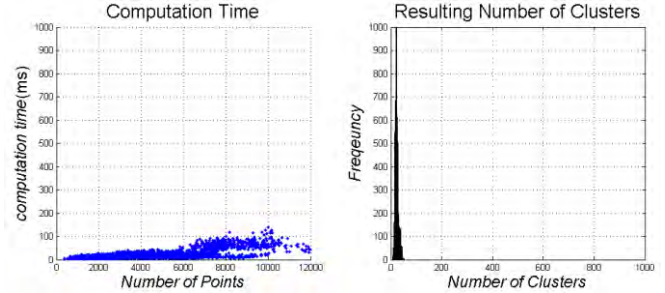 Computation Time
1000
900
800
700
600
500
400
300
200
100
0
computation time(ms)
0 2000 4000 6000 8000 10000 12000
Number of Points
Resulting Number of Clusters
1000
900
800
700
600
500
400
300
200
100
0
Freqeuncy
0 200 400 600 800 1000
Number of Clusters